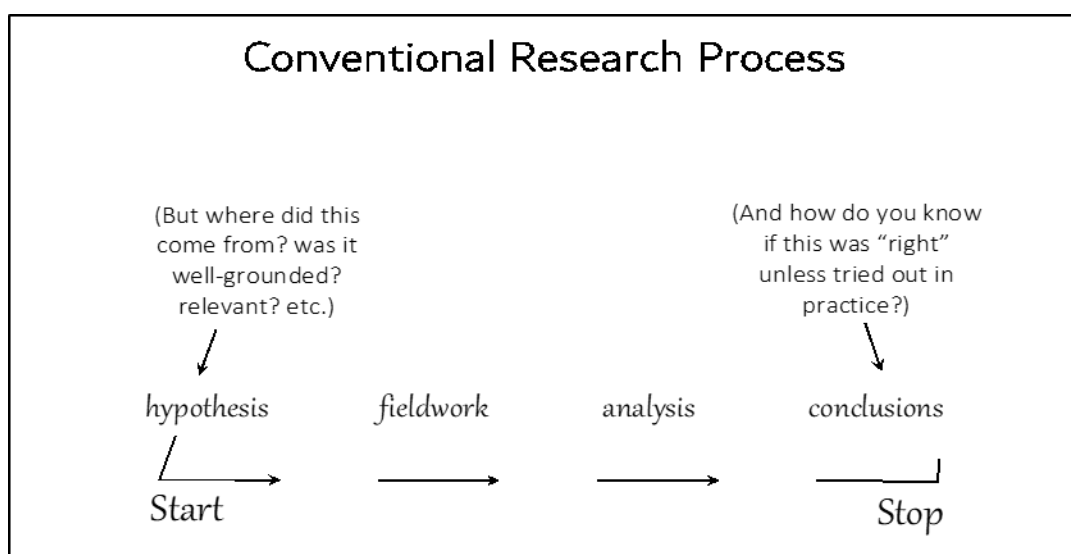 Conventional Research Process
(But where did this
come from? was it
well-grounded?
relevant? etc.)
(And how do you know
if this was “right”
unless tried out in
practice?)
hypothesis fieldwork analysis conclusions
Start Stop